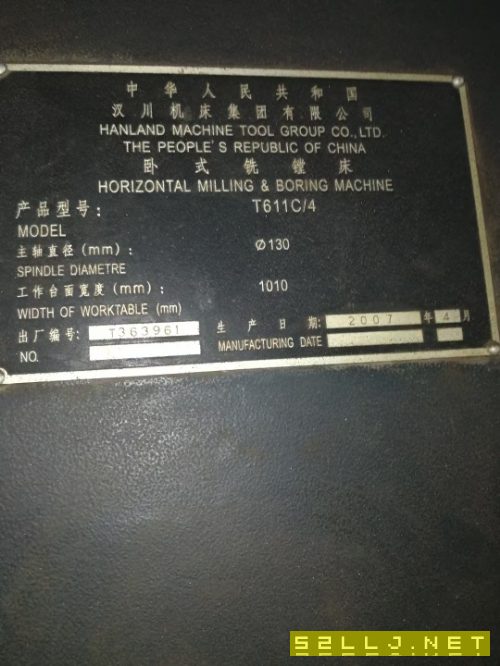 中华人民共和国
汉川机床集团有限公司
HANLAND MACHINE TOOL GROUP CO.,LTD.
THE PEOPLE'S REPUBLIC OF CHINA
卧式铣镗床
HORIZONTAL MILLING & BORING MACHINE
产品型号: T611C/4
MODEL
主轴直径(mm): Ø130
SPINDLE DIAMETRE
工作台面宽度(mm): 1010
WIDTH OF WORKTABLE (mm)
出厂编号: T363961 生产日期: 2007 年 4 月
NO. MANUFACTURING DATE
52LLJ.NET